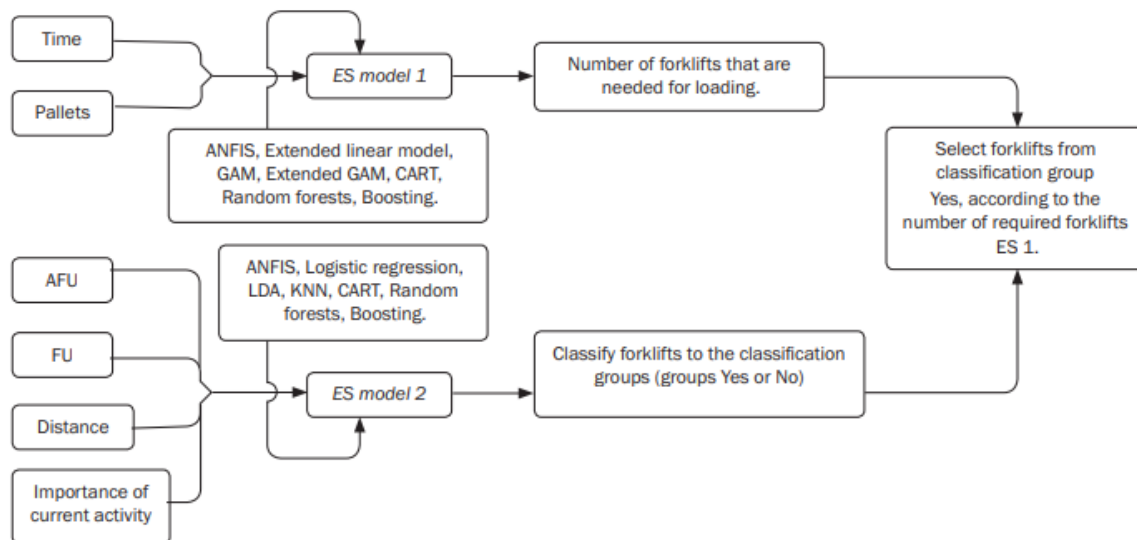 Time
Pallets
ES model 1
Number of forklifts that are
needed for loading.
ANFIS, Extended linear model,
GAM, Extended GAM, CART,
Random forests, Boosting.
Select forklifts from
classification group
Yes, according to the
number of required forklifts
ES 1.
AFU
FU
Distance
Importance of
current activity
ANFIS, Logistic regression,
LDA, KNN, CART, Random
forests, Boosting.
ES model 2
Classify forklifts to the classification
groups (groups Yes or No)